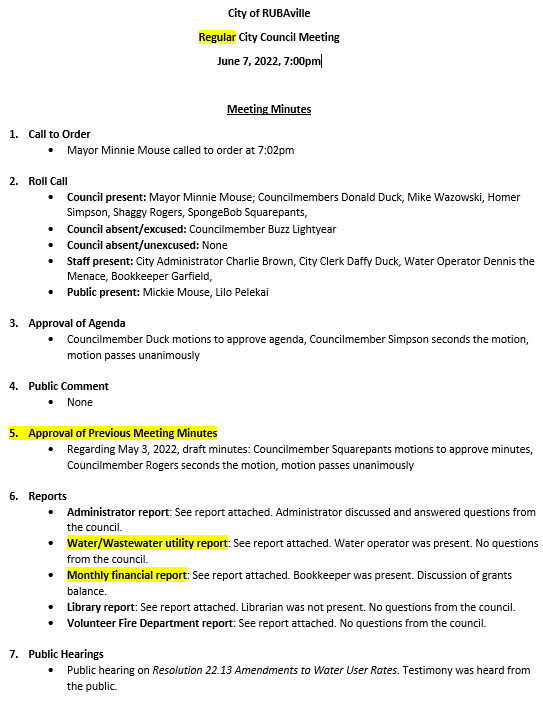 City of RUBAville
Regular City Council Meeting
June 7, 2022, 7:00pm
Meeting Minutes
1. Call to Order
• Mayor Minnie Mouse called to order at 7:02pm
2. Roll Call
• Council present: Mayor Minnie Mouse; Councilmembers Donald Duck, Mike Wazowski, Homer
Simpson, Shaggy Rogers, SpongeBob Squarepants,
• Council absent/excused: Councilmember Buzz Lightyear
• Council absent/unexcused: None
• Staff present: City Administrator Charlie Brown, City Clerk Daffy Duck, Water Operator Dennis the
Menace, Bookkeeper Garfield,
• Public present: Mickie Mouse, Lilo Pelekai
3. Approval of Agenda
• Councilmember Duck motions to approve agenda, Councilmember Simpson seconds the motion,
motion passes unanimously
4. Public Comment
• None
5. Approval of Previous Meeting Minutes
• Regarding May 3, 2022, draft minutes: Councilmember Squarepants motions to approve minutes,
Councilmember Rogers seconds the motion, motion passes unanimously
6. Reports
• Administrator report: See report attached. Administrator discussed and answered questions from
the council.
• Water/Wastewater utility report: See report attached. Water operator was present. No questions
from the council.
• Monthly financial report: See report attached. Bookkeeper was present. Discussion of grants
balance.
• Library report: See report attached. Librarian was not present. No questions from the council.
• Volunteer Fire Department report: See report attached. No questions from the council.
7. Public Hearings
• Public hearing on Resolution 22.13 Amendments to Water User Rates. Testimony was heard from
the public.